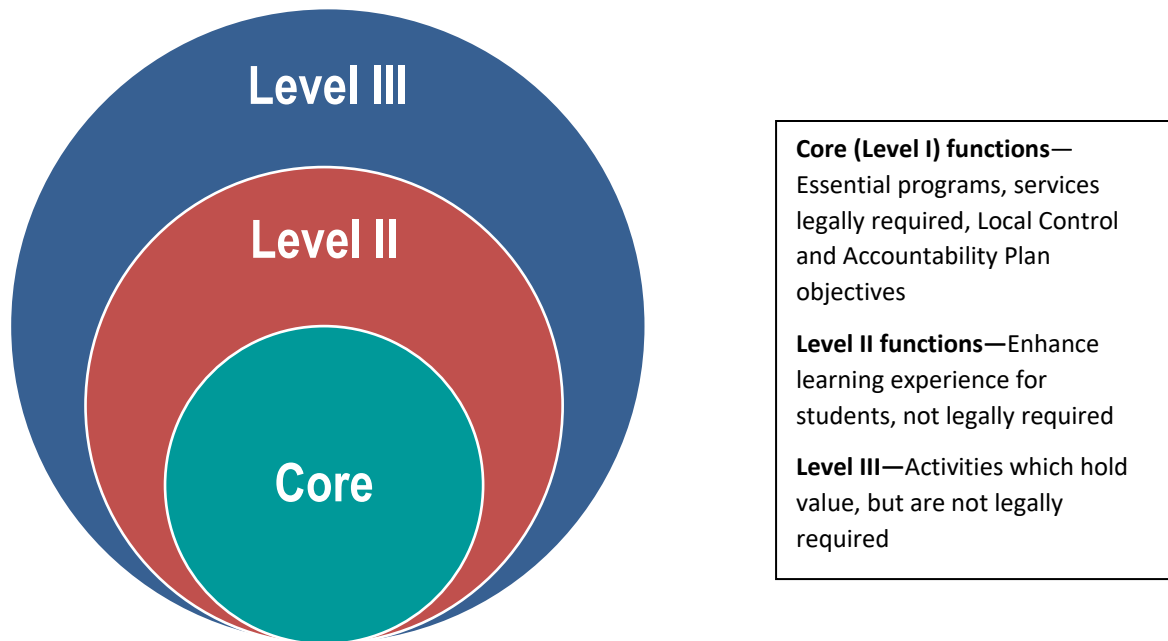 Level III
Level II
Core
Core (Level I) functions—
Essential programs, services
legally required, Local Control
and Accountability Plan
objectives
Level II functions—Enhance
learning experience for
students, not legally required
Level III—Activities which hold
value, but are not legally
required